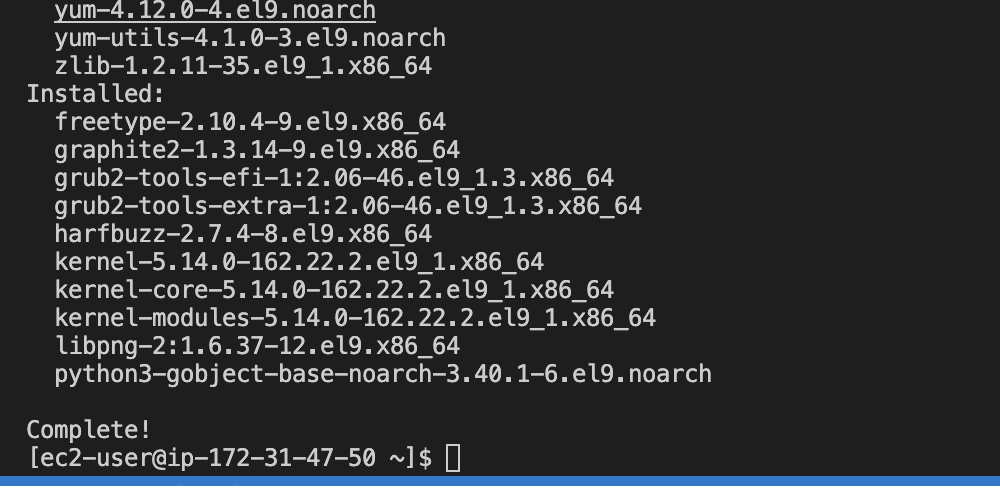 yum-4.12.0-4.el9.noarch
yum-utils-4.1.0-3.el9.noarch
zlib-1.2.11-35.el9_1.x86_64
Installed:
freetype-2.10.4-9.el9.x86_64
graphite2-1.3.14-9.el9.x86_64
grub2-tools-efi-1:2.06-46.el9_1.3.x86_64
grub2-tools-extra-1:2.06-46.el9_1.3.x86_64
harfbuzz-2.7.4-8.el9.x86_64
kernel-5.14.0-162.22.2.el9_1.x86_64
kernel-core-5.14.0-162.22.2.el9_1.x86_64
kernel-modules-5.14.0-162.22.2.el9_1.x86_64
libpng-2:1.6.37-12.el9.x86_64
python3-gobject-base-noarch-3.40.1-6.el9.noarch
Complete!
[ec2-user@ip-172-31-47-50 ~]$